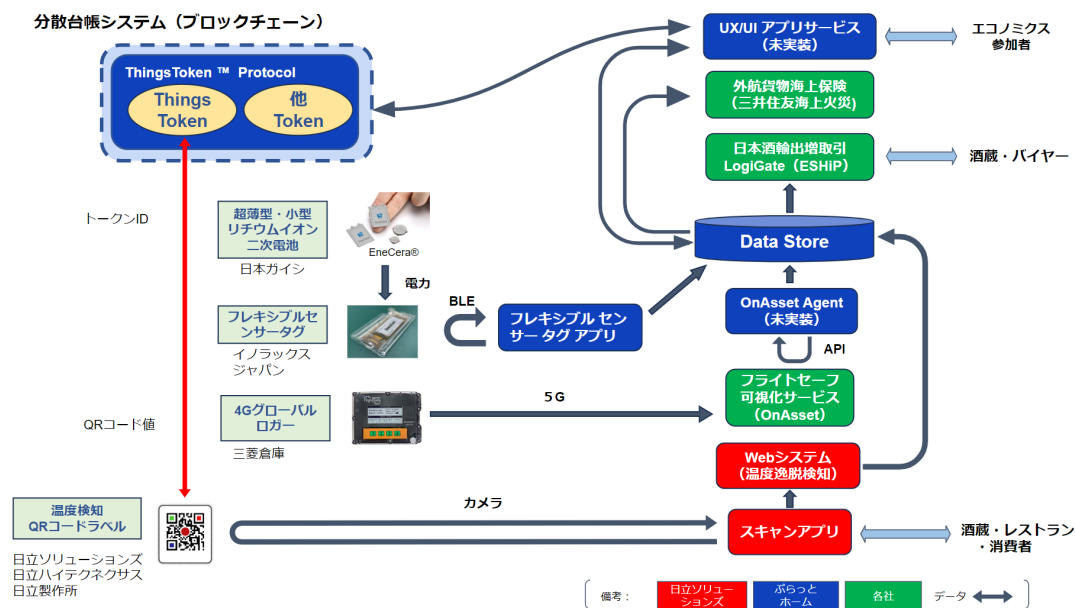 分散台帳システム（ブロックチェーン）
ThingsToken ™ Protocol
Things
Token
他
Token
UX/UI アプリサービス
（未実装）
エコノミクス
参加者
外航貨物海上保険
（三井住友海上火災)
日本酒輸出増取引
LogiGate（ESHiP）
酒蔵・バイヤー
トークンID
超薄型・小型
リチウムイオン
二次電池
日本ガイシ
EneCera®
電力
Data Store
フレキシブルセ
ンサータグ
イノラックス
ジャパン
BLE
フレキシブル セン
サー タグ アプリ
OnAsset Agent
（未実装）
API
フライトセーフ
可視化サービス
（OnAsset）
4Gグローバル
ロガー
三菱倉庫
５G
QRコード値
Webシステム
（温度逸脱検知）
温度検知
QRコードラベル
日立ソリューションズ
日立ハイテクネクサス
日立製作所
カメラ
スキャンアプリ
酒蔵・レストラン
・消費者
備考：
日立ソリュー
ションズ
ぷらっと
ホーム
各社
データ